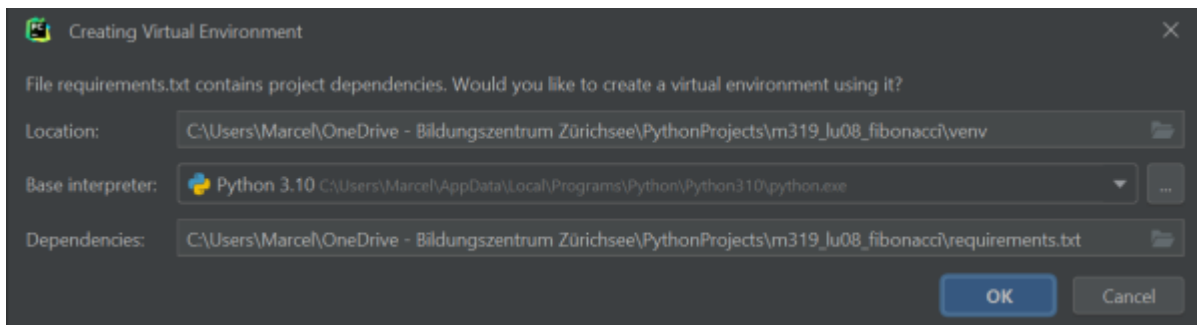 Creating Virtual Environment
File requirements.txt contains project dependencies. Would you like to create a virtual environment using it?
Location: C:\Users\Marcel\OneDrive - Bildungszentrum Zürichsee\PythonProjects\m319_lu08_fibonacci\venv
Base interpreter: Python 3.10 C:\Users\Marcel\AppData\Local\Programs\Python\Python310\python.exe ...
Dependencies: C:\Users\Marcel\OneDrive - Bildungszentrum Zürichsee\PythonProjects\m319_lu08_fibonacci\requirements.txt
OK Cancel